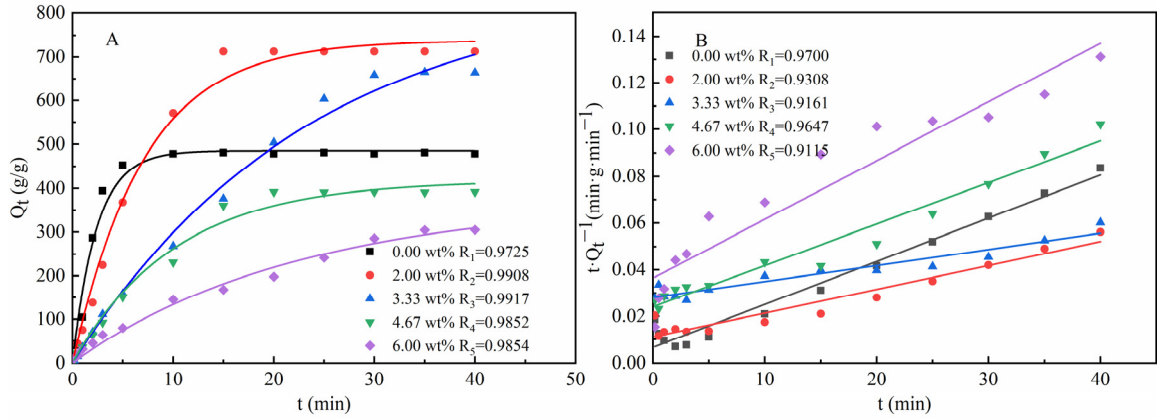 A
Qt (g/g)
800
700
600
500
400
300
200
100
0
0.00 wt% R1=0.9725
2.00 wt% R2=0.9908
3.33 wt% R3=0.9917
4.67 wt% R4=0.9852
6.00 wt% R5=0.9854
0 10 20 30 40 50
t (min)
B
t·Qt⁻¹(min·g·min⁻¹)
0.14
0.12
0.10
0.08
0.06
0.04
0.02
0.00
0.00 wt% R1=0.9700
2.00 wt% R2=0.9308
3.33 wt% R3=0.9161
4.67 wt% R4=0.9647
6.00 wt% R5=0.9115
0 10 20 30 40
t (min)